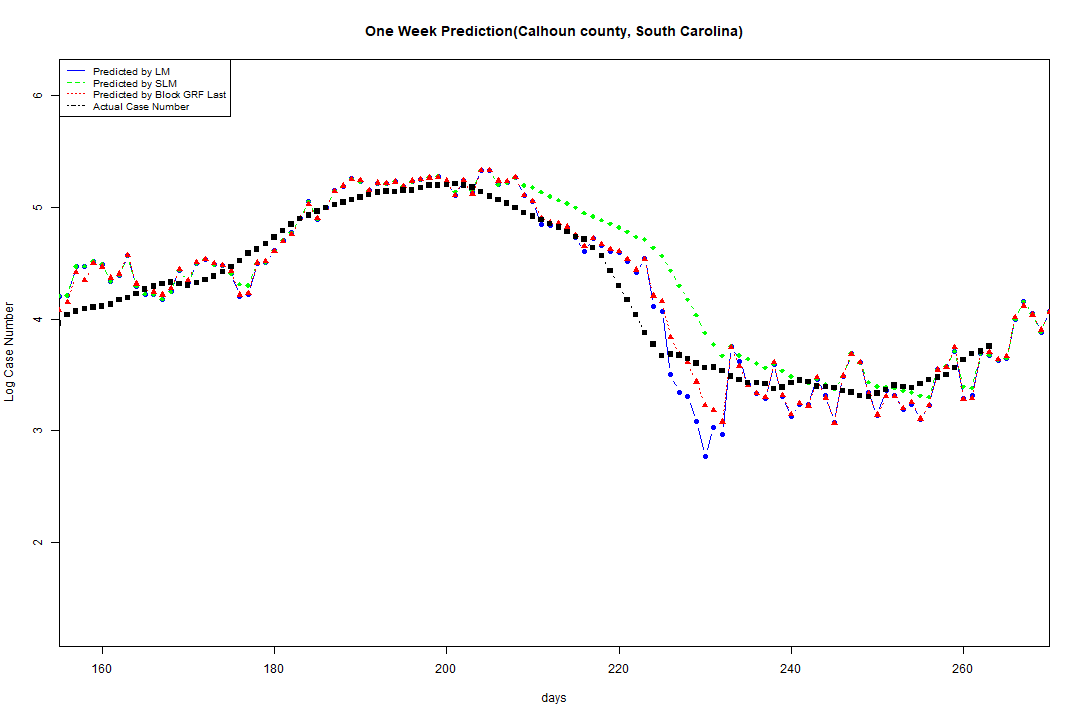 One Week Prediction(Calhoun county, South Carolina)
Predicted by LM
Predicted by SLM
Predicted by Block GRF Last
Actual Case Number
6
5
4
3
2
Log Case Number
160 180 200 220 240 260
days